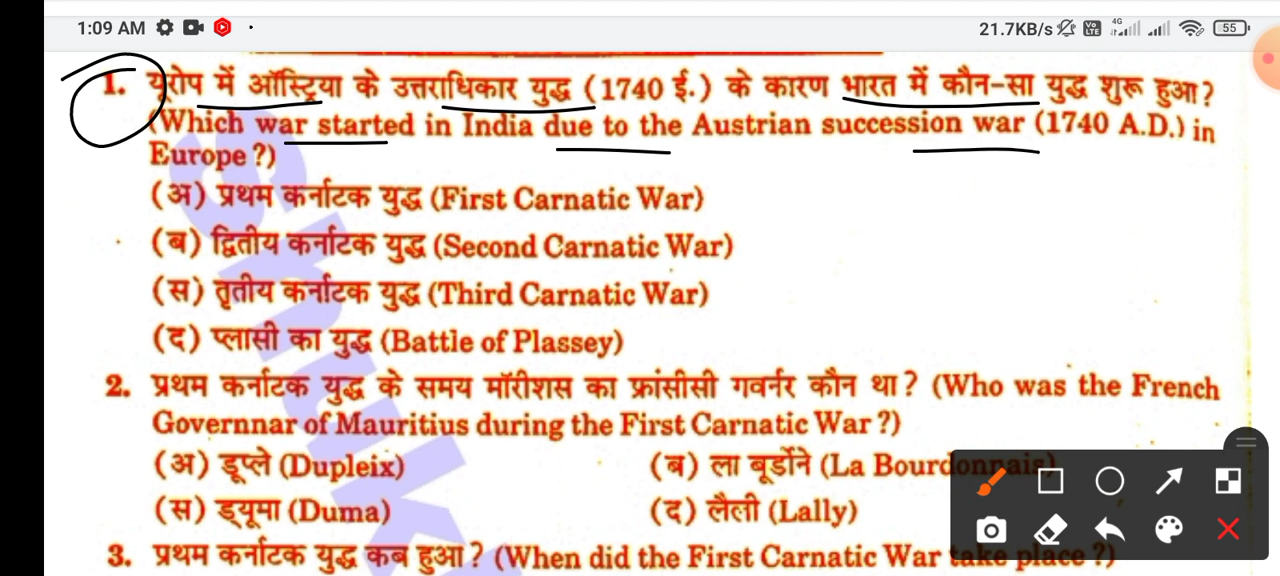 1:09 AM
21.7KB/s
Vo LTE
4G
55
1. यूरोप में ऑस्ट्रिया के उत्तराधिकार युद्ध (1740 ई.) के कारण भारत में कौन-सा युद्ध शुरू हुआ?
(Which war started in India due to the Austrian succession war (1740 A.D.) in
Europe ?)
(अ) प्रथम कर्नाटक युद्ध (First Carnatic War)
(ब) द्वितीय कर्नाटक युद्ध (Second Carnatic War)
(स) तृतीय कर्नाटक युद्ध (Third Carnatic War)
(द) प्लासी का युद्ध (Battle of Plassey)
2. प्रथम कर्नाटक युद्ध के समय मॉरीशस का फ्रांसीसी गवर्नर कौन था? (Who was the French
Governnar of Mauritius during the First Carnatic War ?)
(अ) डूप्ले (Dupleix) (ब) ला बूर्डोने (La Bourdonnais)
(स) ड्यूमा (Duma) (द) लैली (Lally)
3. प्रथम कर्नाटक युद्ध कब हुआ? (When did the First Carnatic War take place ?)